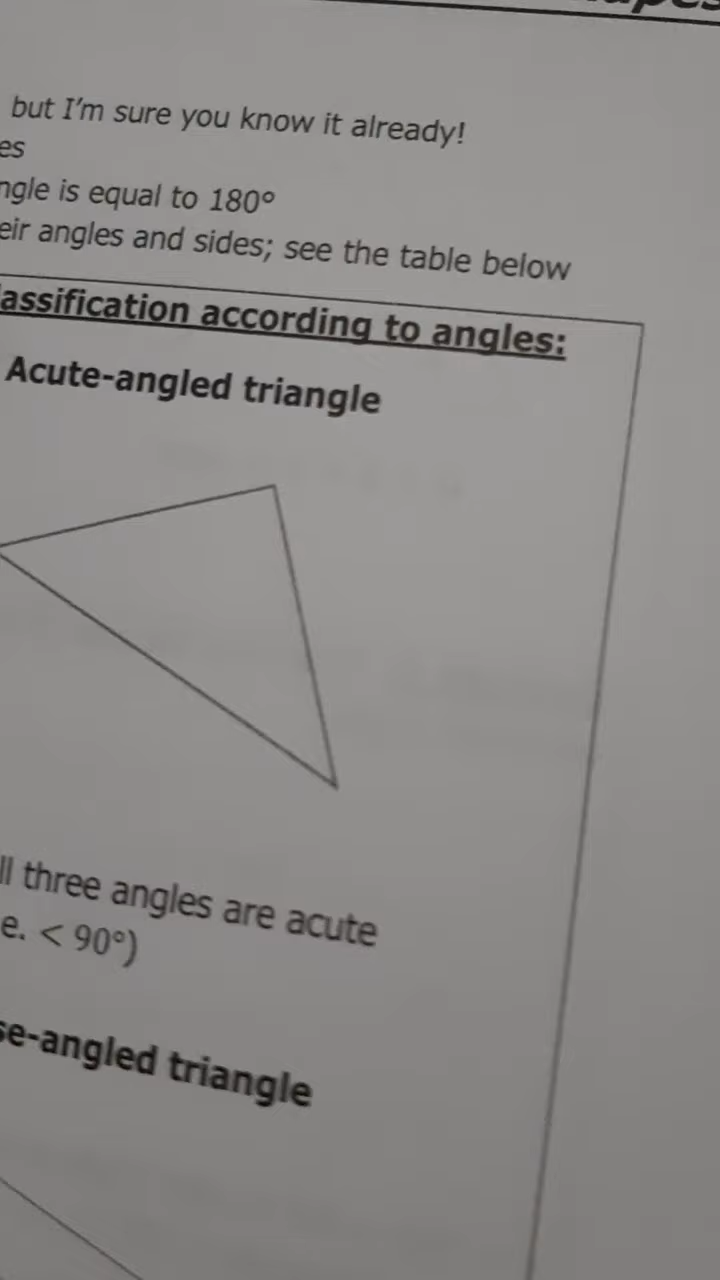 but I'm sure you know it already!
es
ngle is equal to 180°
eir angles and sides; see the table below
assification according to angles:
Acute-angled triangle
ll three angles are acute
e. < 90°)
se-angled triangle